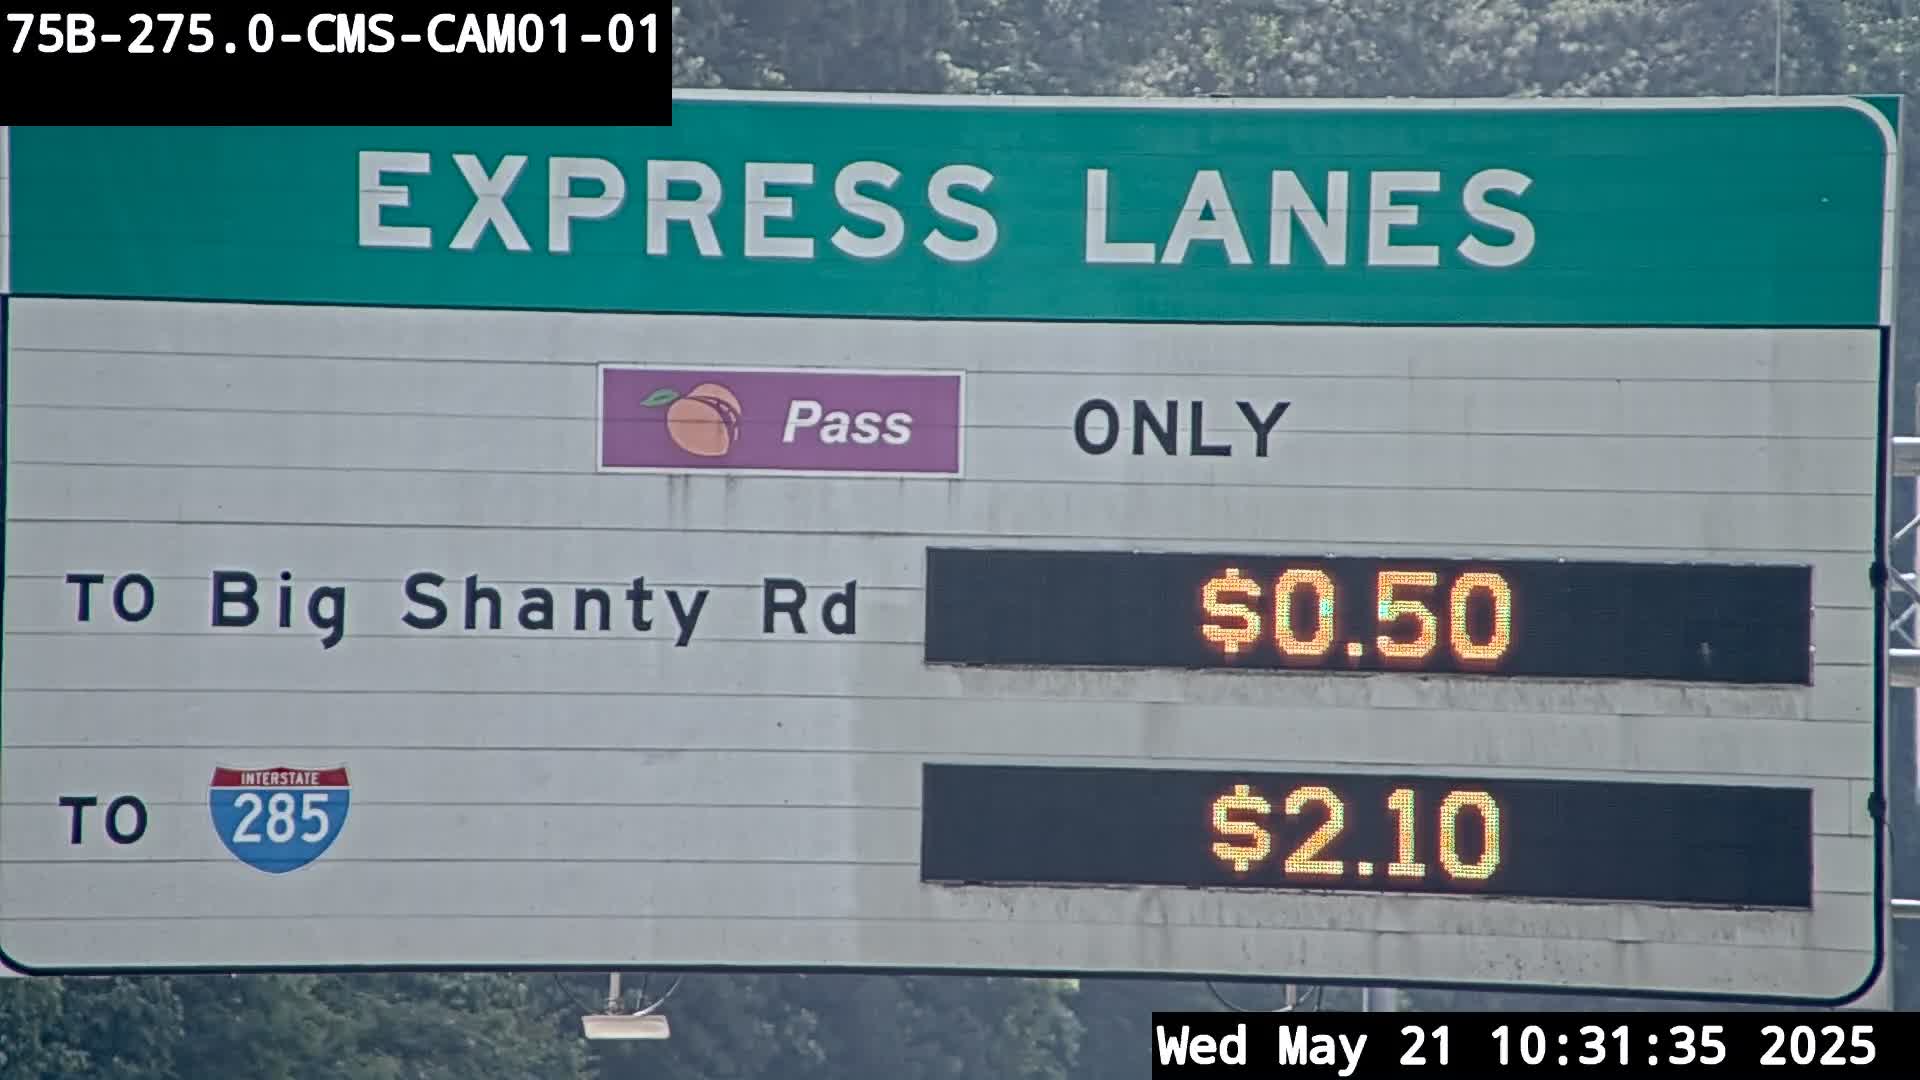 75B-275.0-CMS-CAM01-01
EXPRESS LANES
Pass ONLY
TO Big Shanty Rd $0.50
INTERSTATE
TO 285 $2.10
Wed May 21 10:31:35 2025